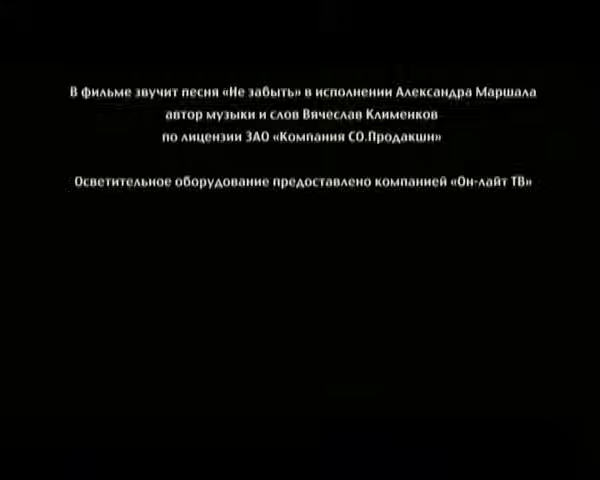 В фильме звучит песня «Не забыть» в исполнении Александра Маршала
автор музыки и слов Вячеслав Клименков
по лицензии ЗАО «Компания СО.Продакшн»
Осветительное оборудование предоставлено компанией «Он-лайт ТВ»